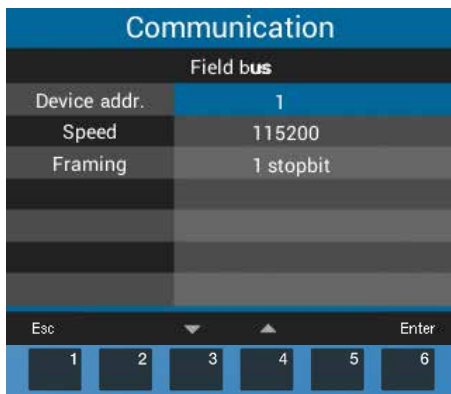 Communication
Field bus
Device addr. 1
Speed 115200
Framing 1 stopbit
Esc Enter
1 2 3 4 5 6